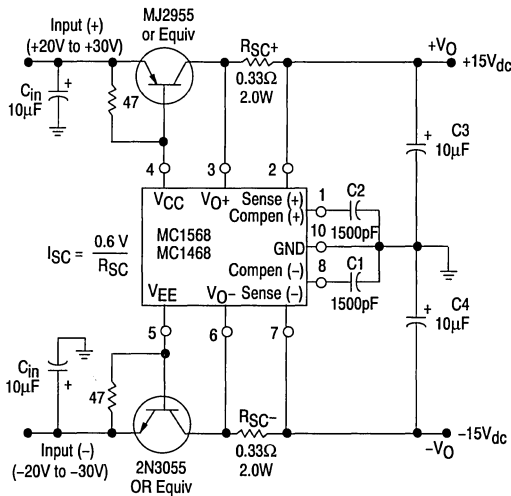 MJ2955
or Equiv
Input (+)
(+20V to +30V)
RSC+
0.33Ω
2.0W
+VO
+15Vdc
Cin
10μF
+
47
4
3
2
C3
10μF
+
VCC
VO+
Sense (+)
Compen (+)
1
C2
1500pF
10
GND
MC1568
MC1468
ISC = 0.6 V / RSC
Compen (-)
8
C1
1500pF
VEE
VO-
Sense (-)
C4
10μF
+
5
6
7
Cin
10μF
+
47
RSC-
0.33Ω
2.0W
-15Vdc
-VO
Input (-)
(-20V to -30V)
2N3055
OR Equiv